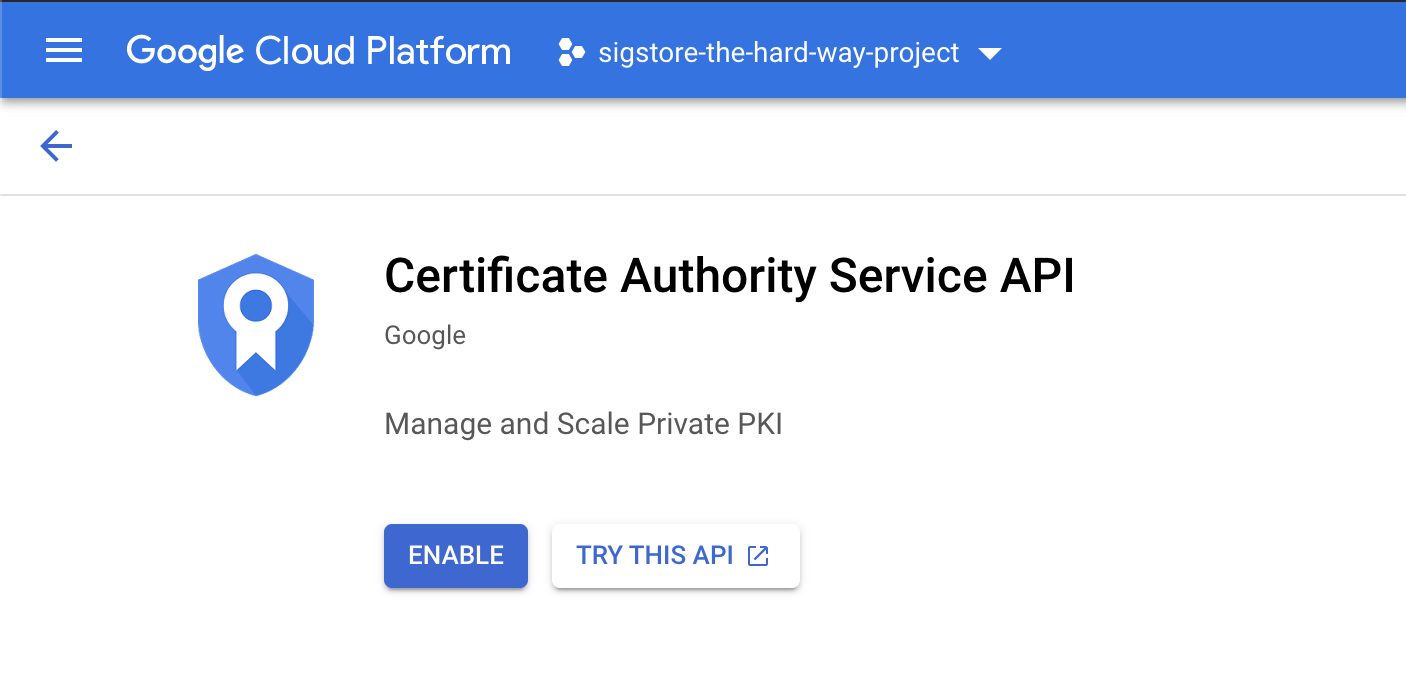 Google Cloud Platform sigstore-the-hard-way-project
Certificate Authority Service API
Google
Manage and Scale Private PKI
ENABLE TRY THIS API